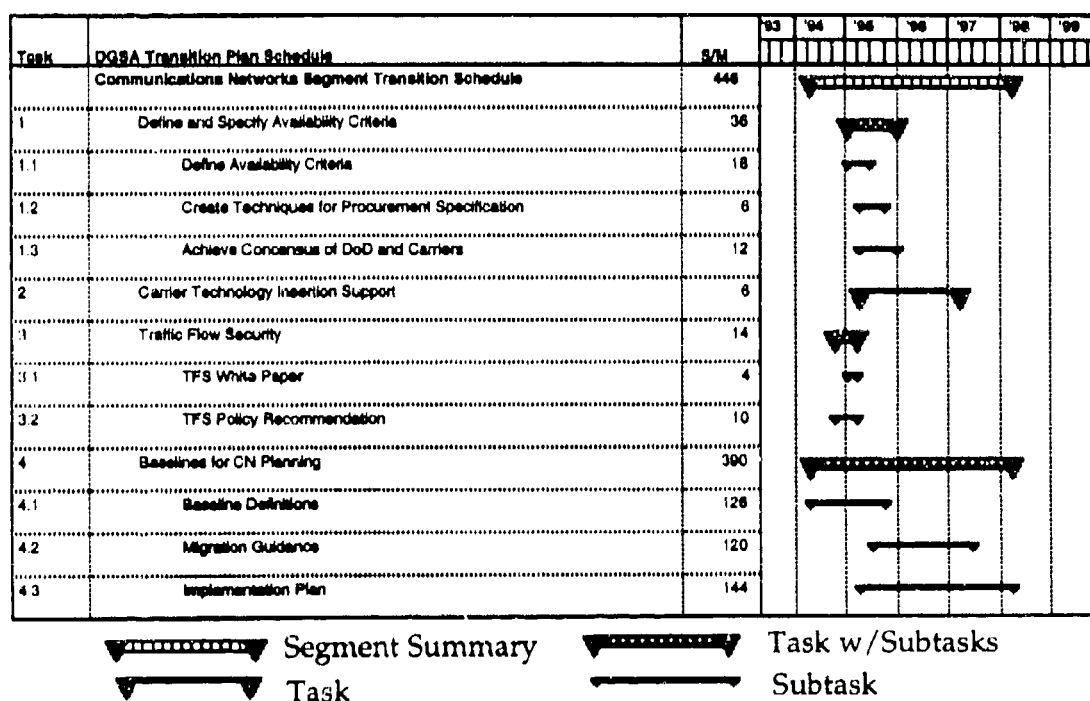 '93 '94 '95 '96 '97 '98 '99
Task DGSA Transition Plan Schedule S/M
Communications Networks Segment Transition Schedule 446
1 Define and Specify Availability Criteria 36
1.1 Define Availability Criteria 18
1.2 Create Techniques for Procurement Specification 6
1.3 Achieve Concensus of DoD and Carriers 12
2 Carrier Technology Insertion Support 6
3 Traffic Flow Security 14
3.1 TFS White Paper 4
3.2 TFS Policy Recommendation 10
4 Baselines for CN Planning 390
4.1 Baseline Definitions 126
4.2 Migration Guidance 120
4.3 Implementation Plan 144
Segment Summary Task w/Subtasks
Task Subtask